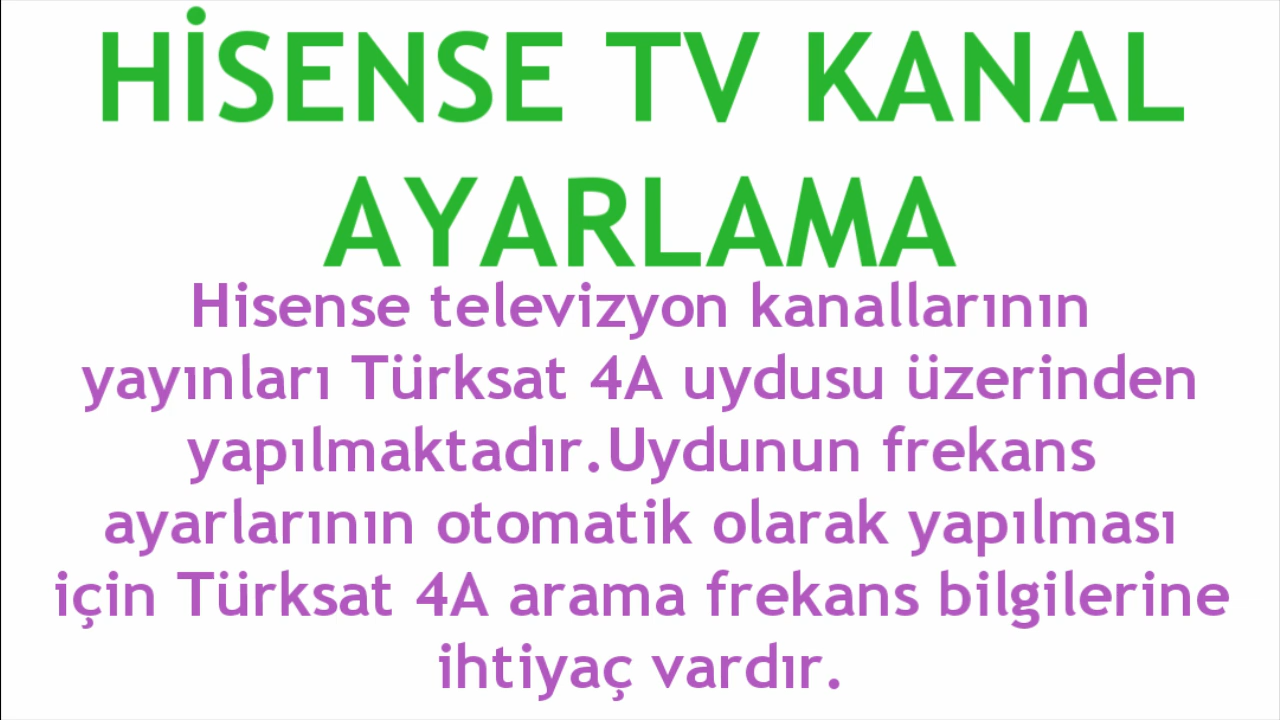 HİSENSE TV KANAL
AYARLAMA
Hisense televizyon kanallarının
yayınları Türksat 4A uydusu üzerinden
yapılmaktadır.Uydunun frekans
ayarlarının otomatik olarak yapılması
için Türksat 4A arama frekans bilgilerine
ihtiyaç vardır.